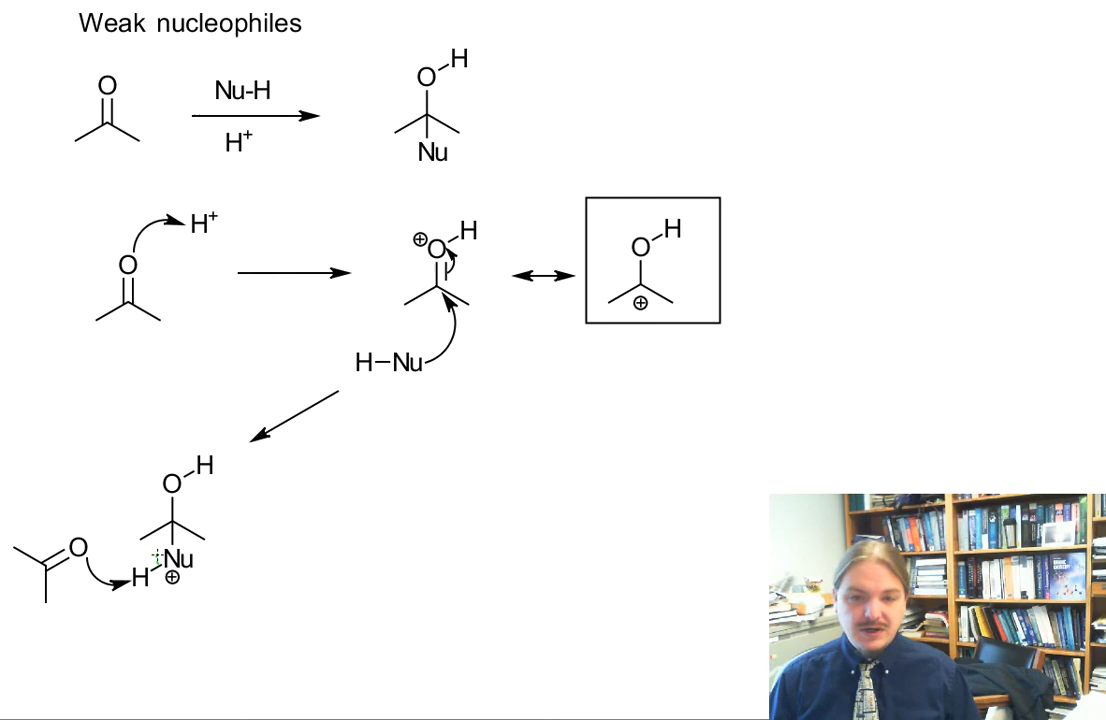 Weak nucleophiles
O
Nu-H
H+
O H
Nu
O
H+
⊕ O H
H–Nu
O H
⊕
O H
O
H Nu
⊕